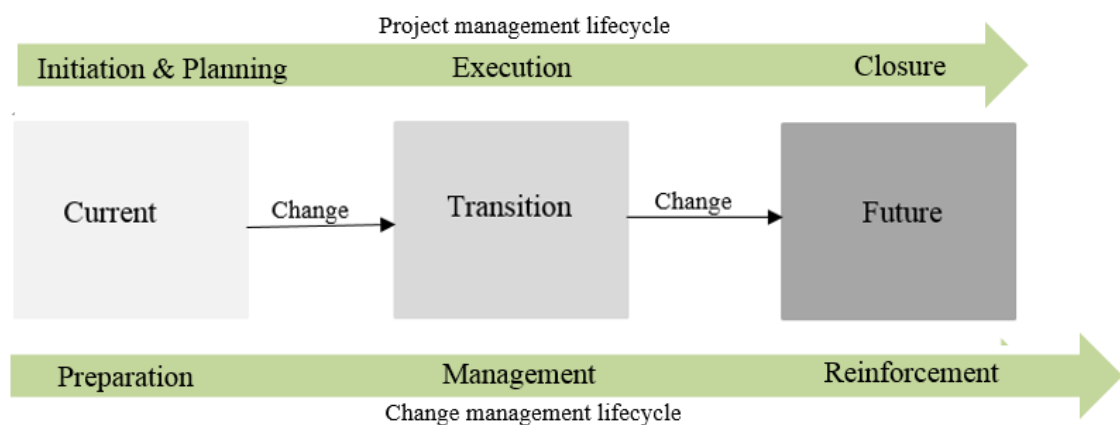 Project management lifecycle
Initiation & Planning Execution Closure
Current Change Transition Change Future
Preparation Management Reinforcement
Change management lifecycle